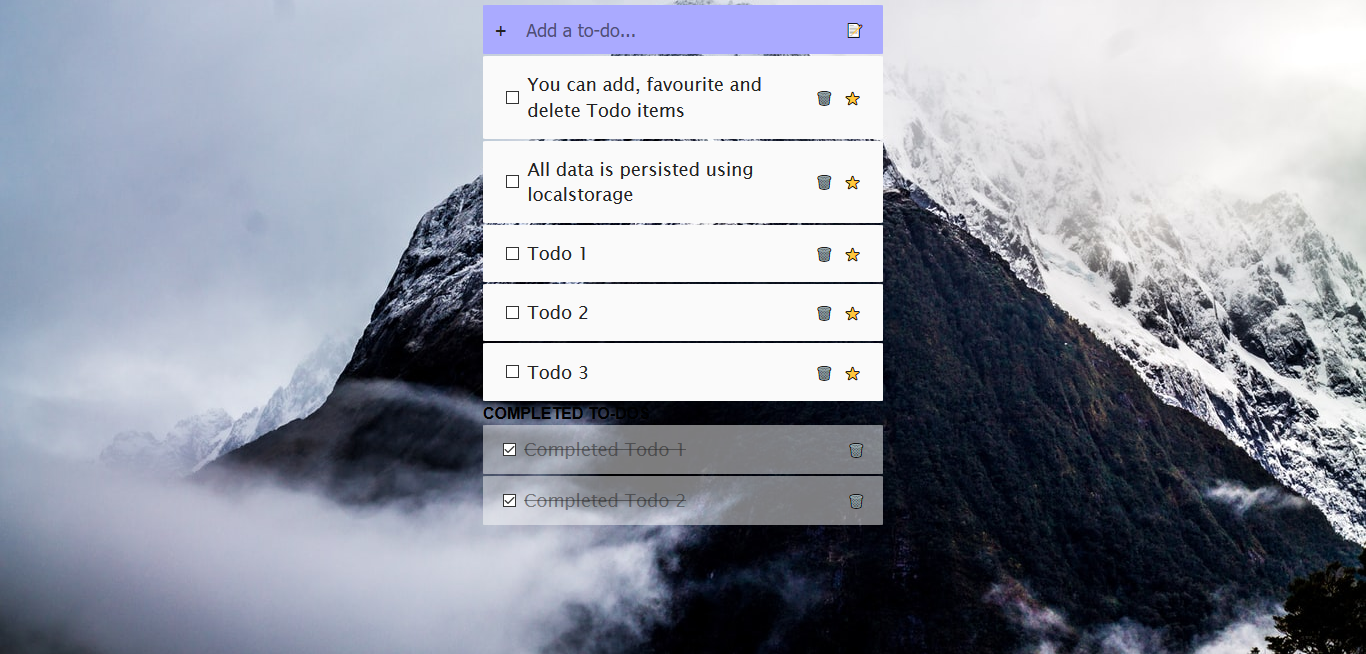 + Add a to-do...
You can add, favourite and
delete Todo items
All data is persisted using
localstorage
Todo 1
Todo 2
Todo 3
COMPLETED TO-DOS
Completed Todo 1
Completed Todo 2